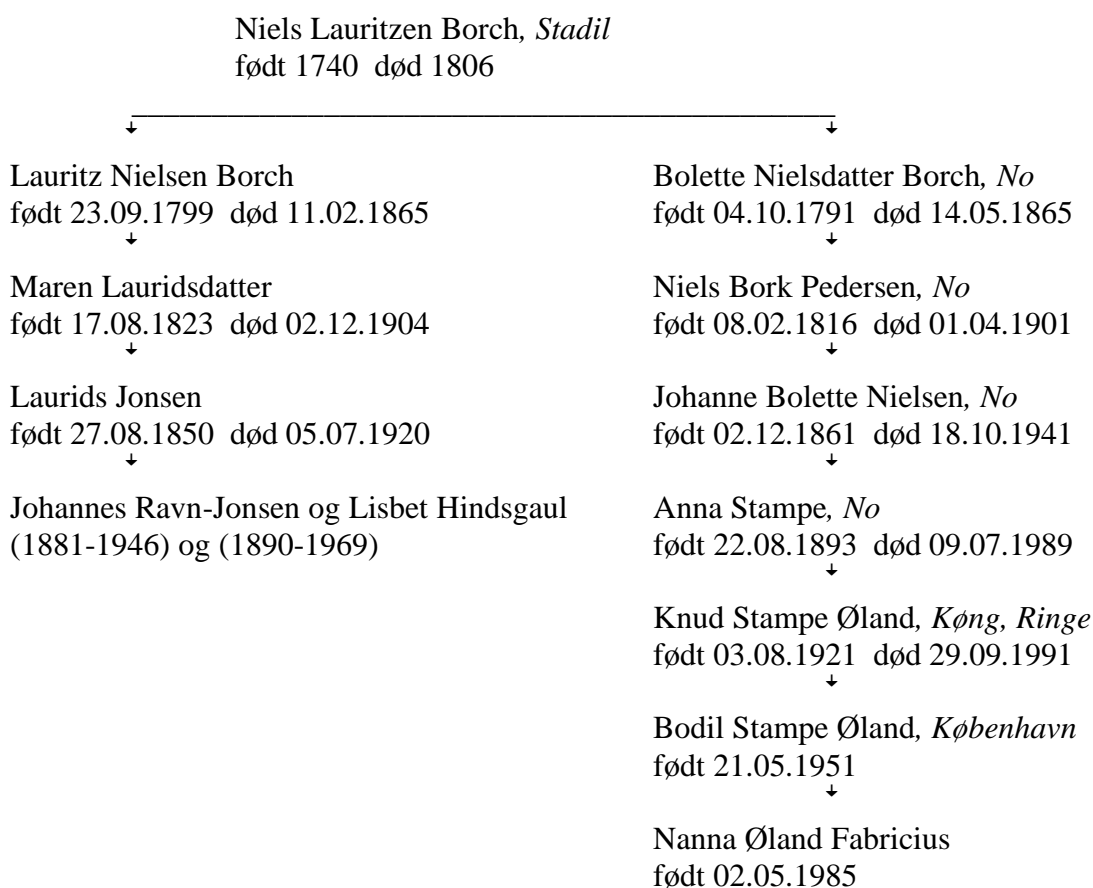 Niels Lauritzen Borch, Stadil
født 1740 død 1806
Lauritz Nielsen Borch
født 23.09.1799 død 11.02.1865
Maren Lauridsdatter
født 17.08.1823 død 02.12.1904
Laurids Jonsen
født 27.08.1850 død 05.07.1920
Johannes Ravn-Jonsen og Lisbet Hindsgaul
(1881-1946) og (1890-1969)
Bolette Nielsdatter Borch, No
født 04.10.1791 død 14.05.1865
Niels Bork Pedersen, No
født 08.02.1816 død 01.04.1901
Johanne Bolette Nielsen, No
født 02.12.1861 død 18.10.1941
Anna Stampe, No
født 22.08.1893 død 09.07.1989
Knud Stampe Øland, Køng, Ringe
født 03.08.1921 død 29.09.1991
Bodil Stampe Øland, København
født 21.05.1951
Nanna Øland Fabricius
født 02.05.1985